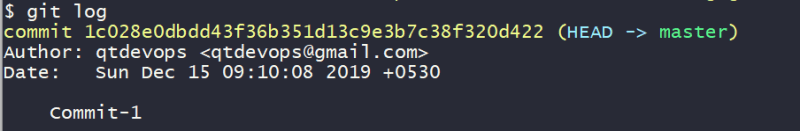 $ git log
commit 1c028e0dbdd43f36b351d13c9e3b7c38f320d422 (HEAD -> master)
Author: qtdevops <qtdevops@gmail.com>
Date:   Sun Dec 15 09:10:08 2019 +0530
Commit-1